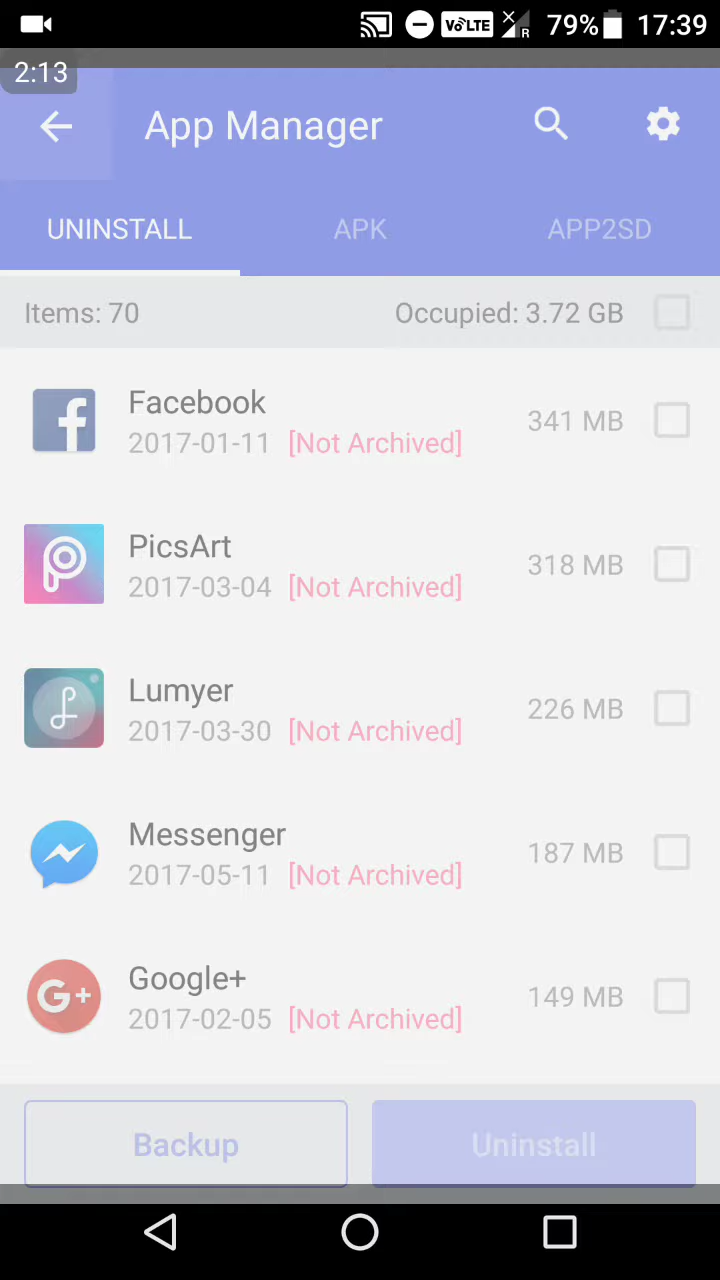 VoLTE R 79% 17:39
2:13
App Manager
UNINSTALL APK APP2SD
Items: 70 Occupied: 3.72 GB
Facebook
2017-01-11 [Not Archived] 341 MB
PicsArt
2017-03-04 [Not Archived] 318 MB
Lumyer
2017-03-30 [Not Archived] 226 MB
Messenger
2017-05-11 [Not Archived] 187 MB
Google+
2017-02-05 [Not Archived] 149 MB
Backup Uninstall